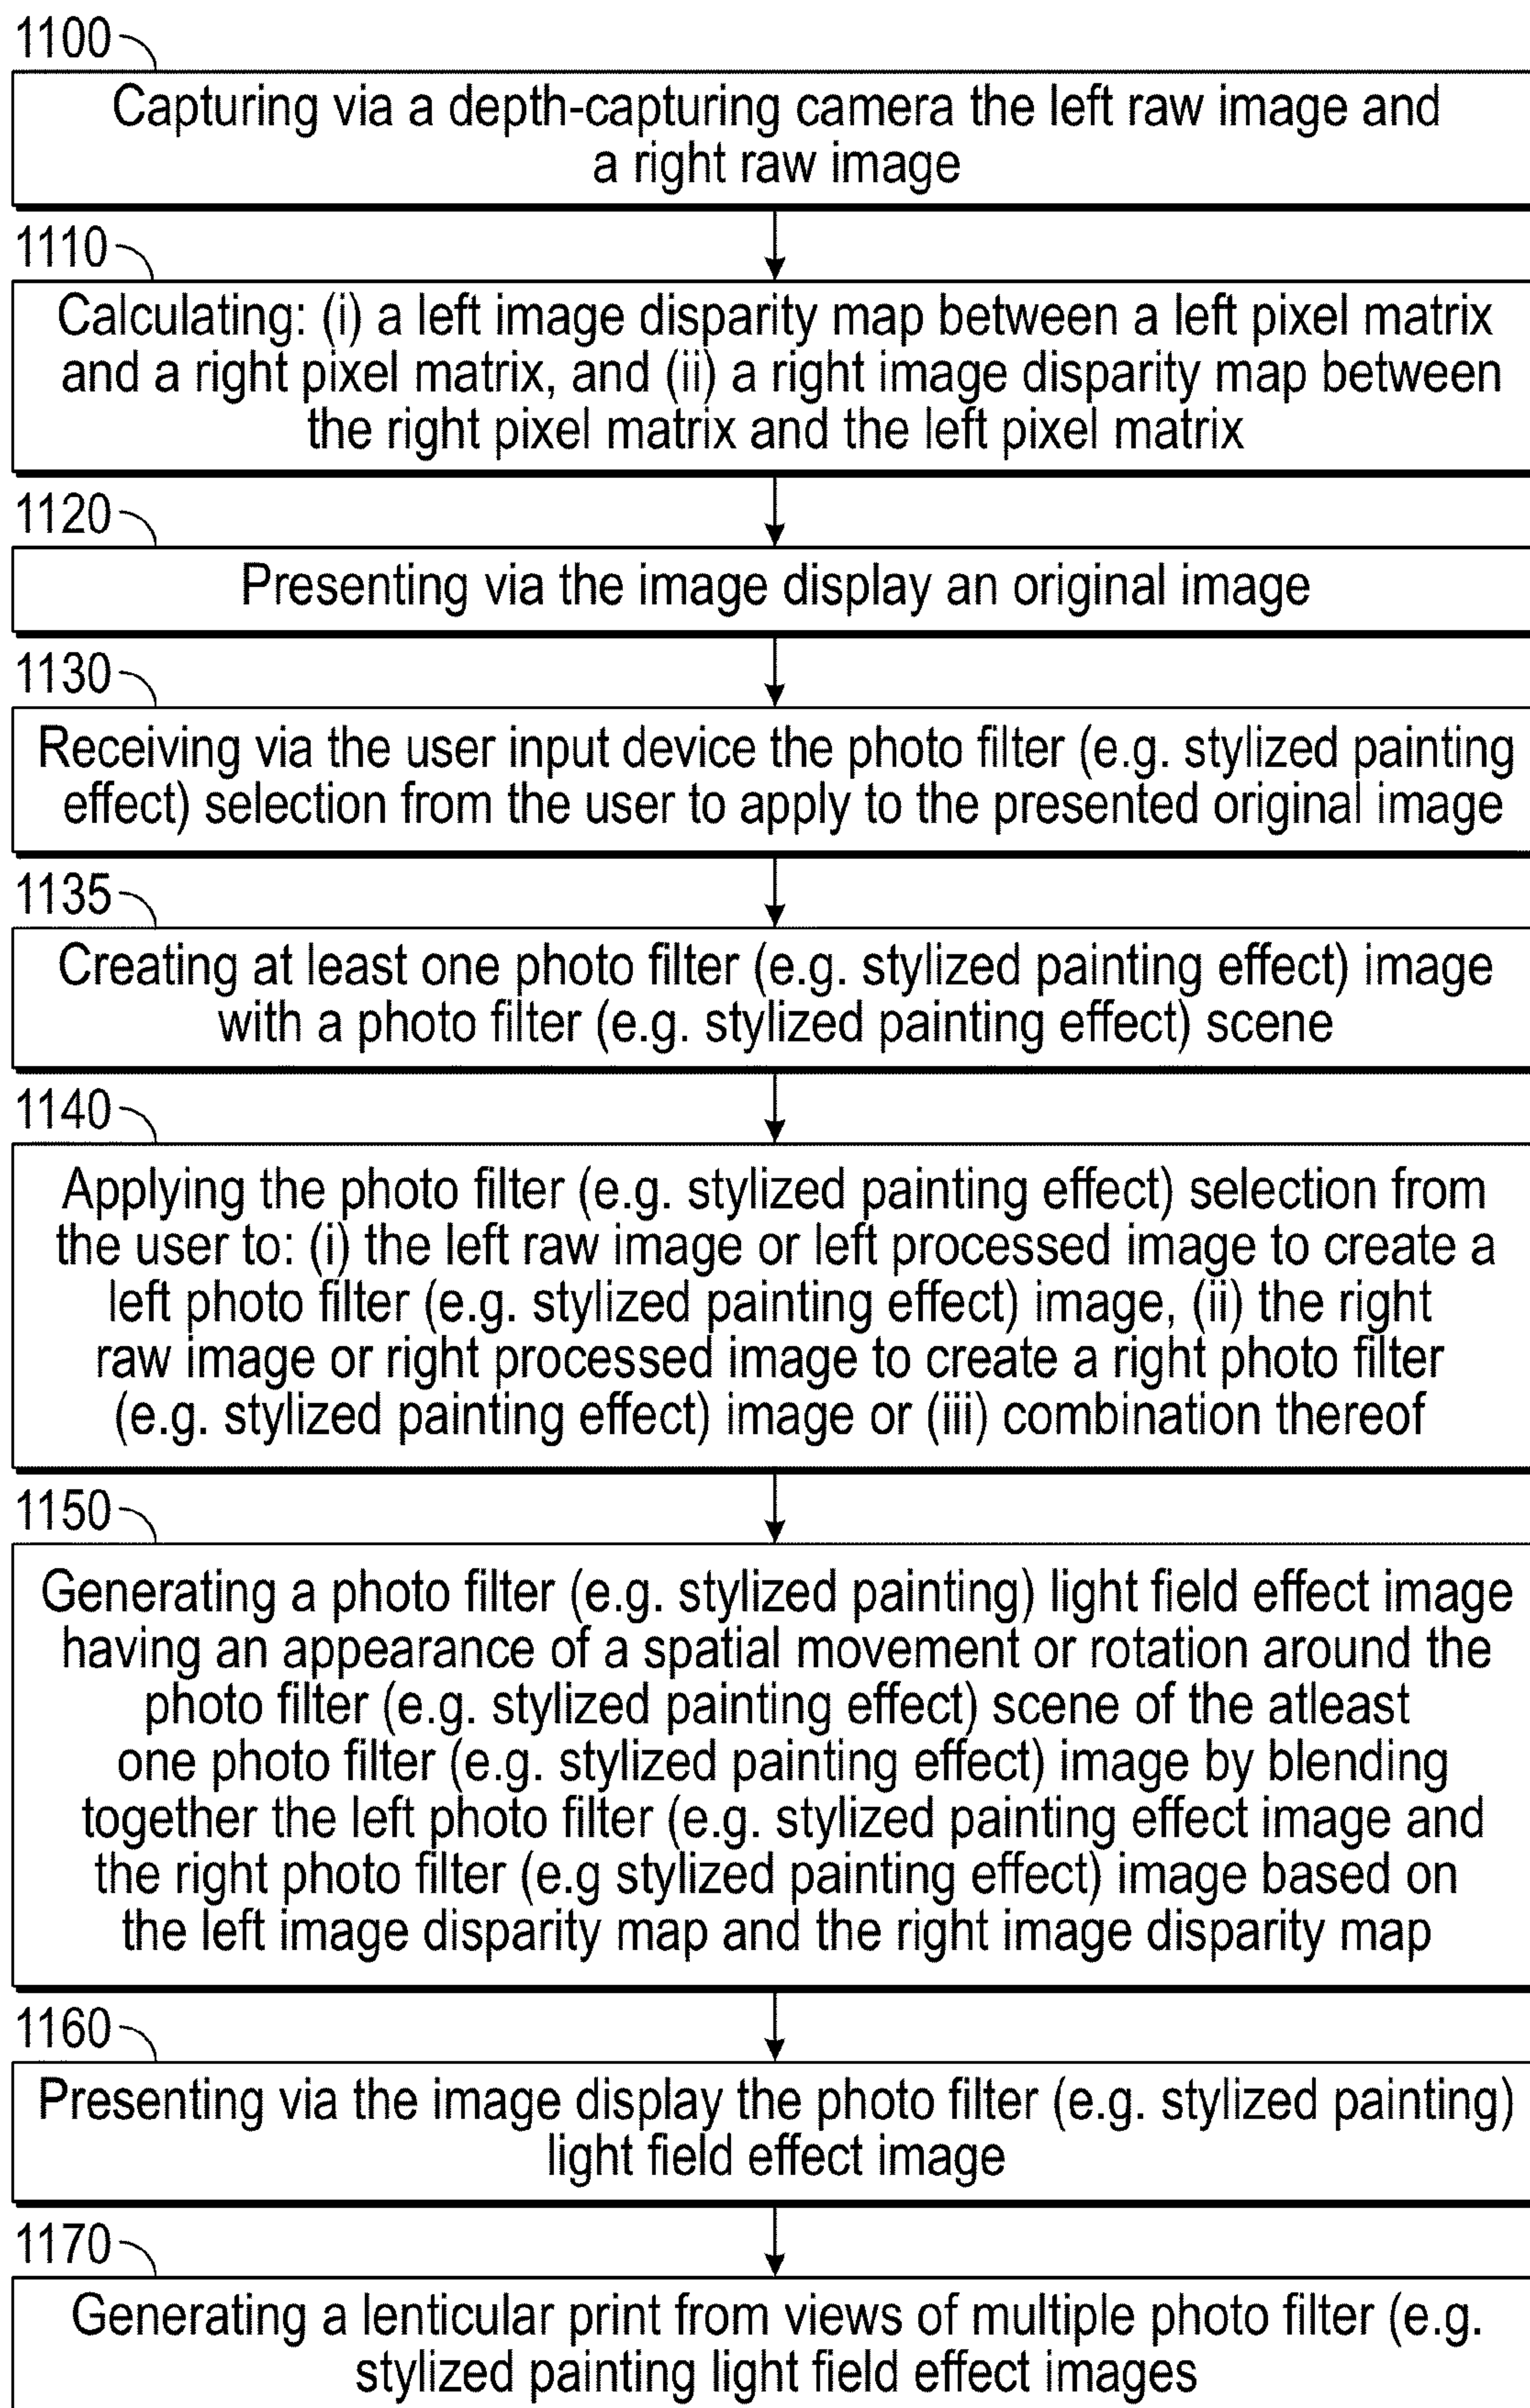 1100
Capturing via a depth-capturing camera the left raw image and
a right raw image
1110
Calculating: (i) a left image disparity map between a left pixel matrix
and a right pixel matrix, and (ii) a right image disparity map between
the right pixel matrix and the left pixel matrix
1120
Presenting via the image display an original image
1130
Receiving via the user input device the photo filter (e.g. stylized painting
effect) selection from the user to apply to the presented original image
1135
Creating at least one photo filter (e.g. stylized painting effect) image
with a photo filter (e.g. stylized painting effect) scene
1140
Applying the photo filter (e.g. stylized painting effect) selection from
the user to: (i) the left raw image or left processed image to create a
left photo filter (e.g. stylized painting effect) image, (ii) the right
raw image or right processed image to create a right photo filter
(e.g. stylized painting effect) image or (iii) combination thereof
1150
Generating a photo filter (e.g. stylized painting) light field effect image
having an appearance of a spatial movement or rotation around the
photo filter (e.g. stylized painting effect) scene of the atleast
one photo filter (e.g. stylized painting effect) image by blending
together the left photo filter (e.g. stylized painting effect image and
the right photo filter (e.g stylized painting effect) image based on
the left image disparity map and the right image disparity map
1160
Presenting via the image display the photo filter (e.g. stylized painting)
light field effect image
1170
Generating a lenticular print from views of multiple photo filter (e.g.
stylized painting light field effect images